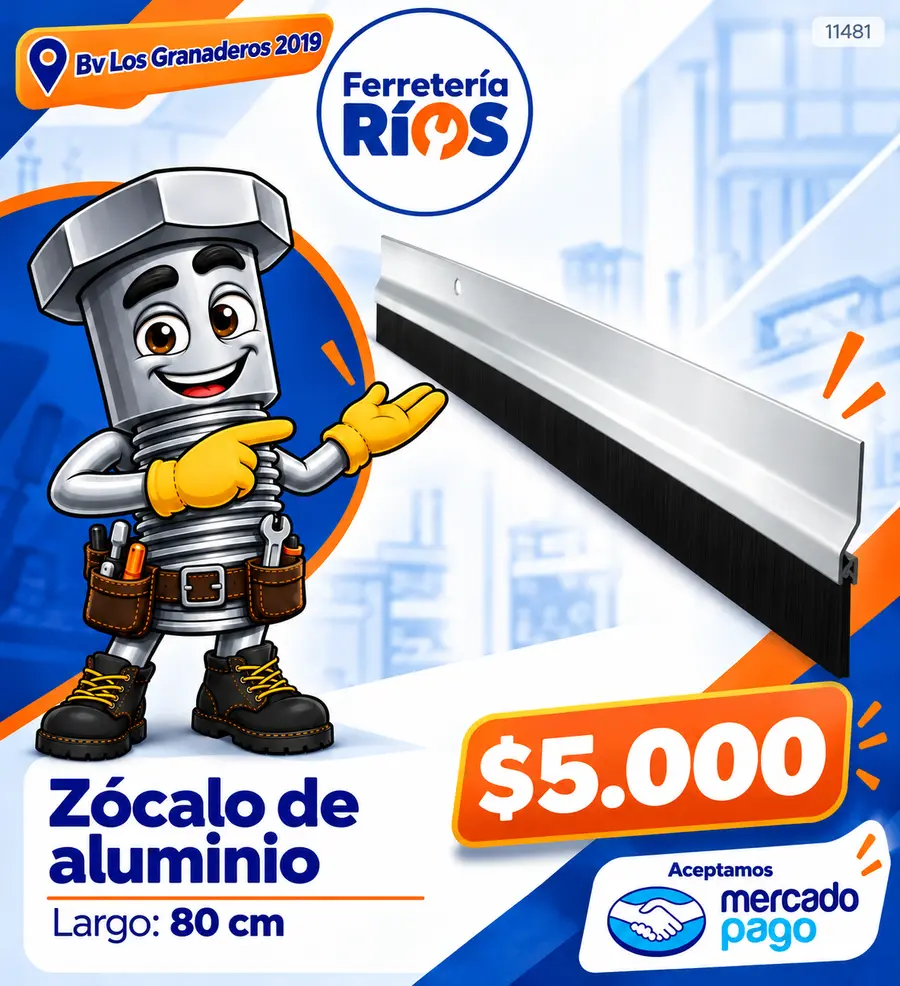 Bv Los Granaderos 2019
Ferretería
Ríos
11481
$5.000
Zócalo de
aluminio
Largo: 80 cm
Aceptamos
mercado
pago